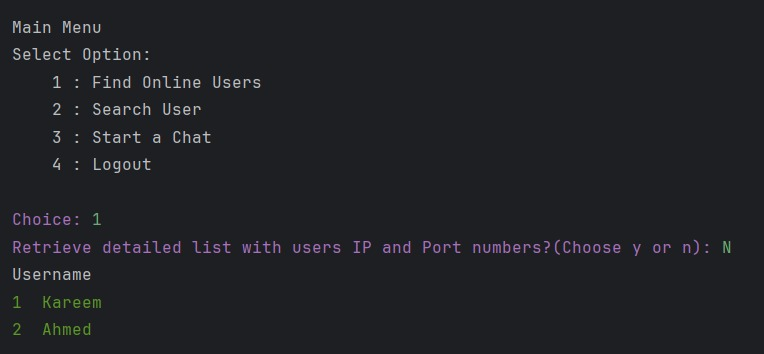 Main Menu
Select Option:
    1 : Find Online Users
    2 : Search User
    3 : Start a Chat
    4 : Logout

Choice: 1
Retrieve detailed list with users IP and Port numbers?(Choose y or n): N
Username
1  Kareem
2  Ahmed